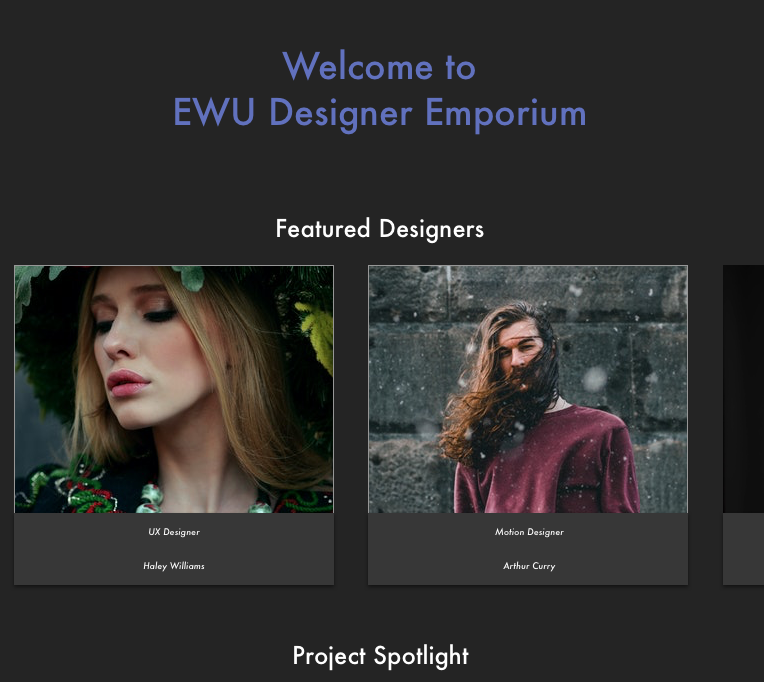 Welcome to
EWU Designer Emporium
Featured Designers
UX Designer
Haley Williams
Motion Designer
Arthur Curry
Project Spotlight